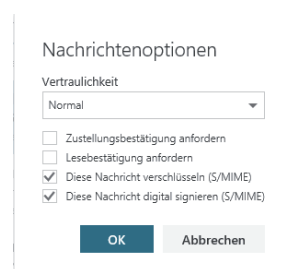 Nachrichtenoptionen
Vertraulichkeit
Normal
Zustellungsbestätigung anfordern
Lesebestätigung anfordern
Diese Nachricht verschlüsseln (S/MIME)
Diese Nachricht digital signieren (S/MIME)
OK Abbrechen